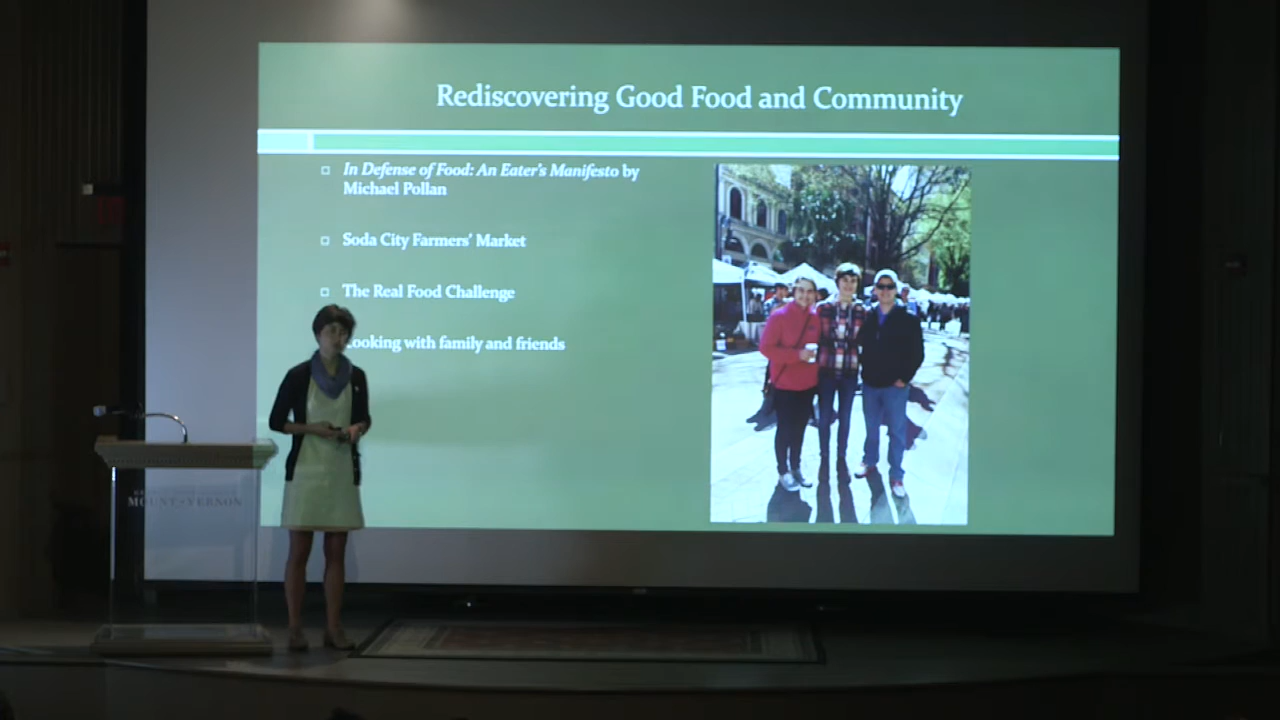 Rediscovering Good Food and Community
In Defense of Food: An Eater's Manifesto by
Michael Pollan
Soda City Farmers' Market
The Real Food Challenge
ooking with family and friends
MOUNT VERNON